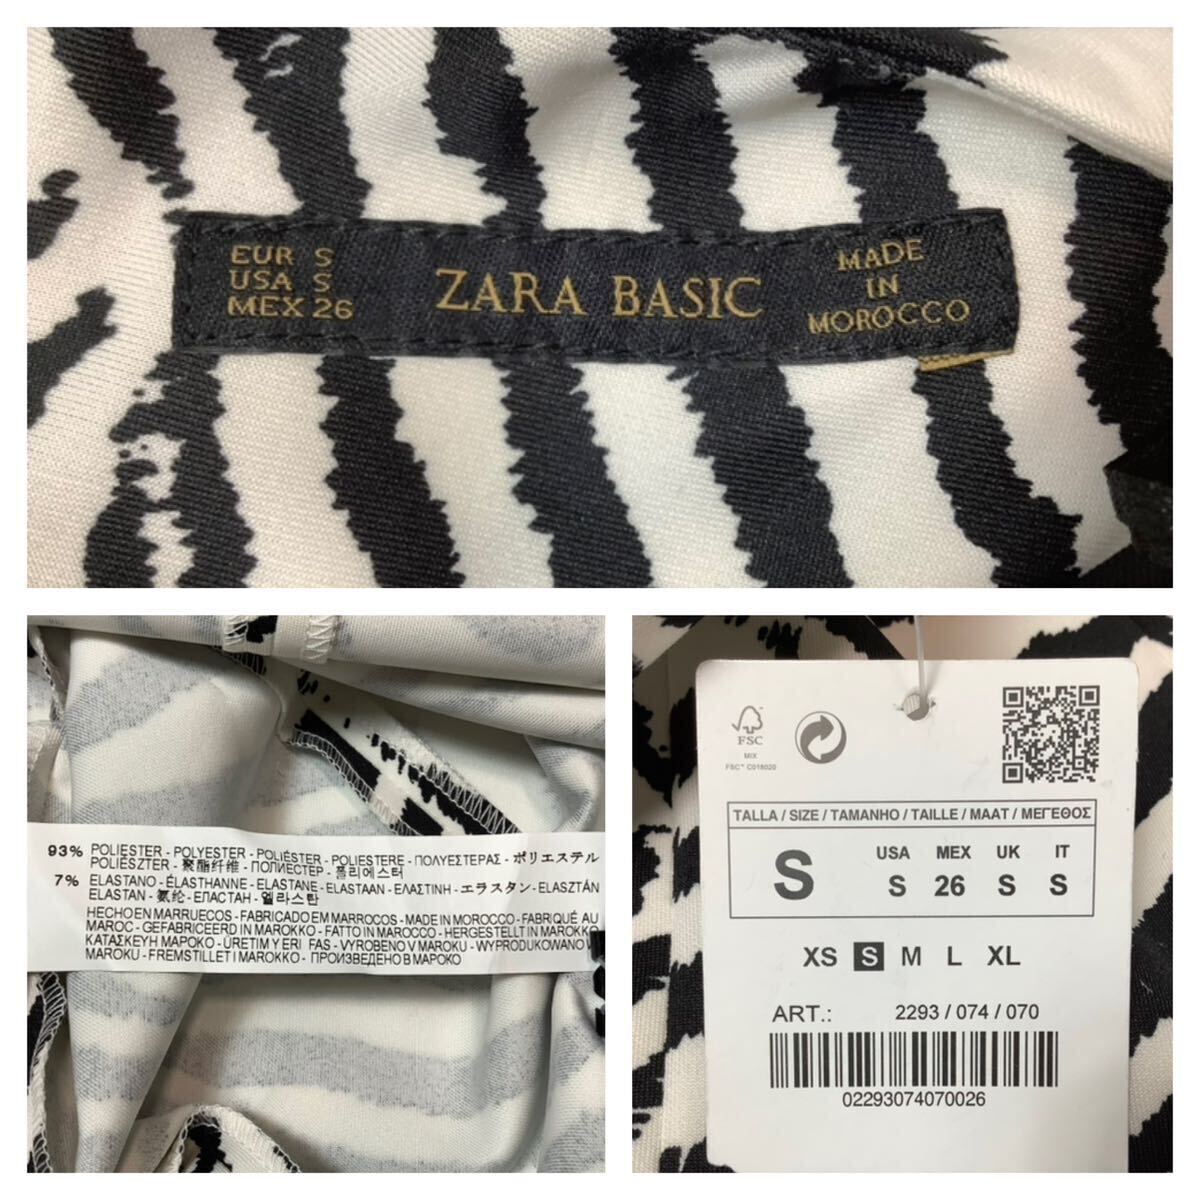 EUR S
USA S
MEX 26
ZARA BASIC
MADE
IN
MOROCCO
93% POLIESTER - POLYESTER - POLIÉSTER - POLIESTERE - ΠΟΛΥΕΣΤΕΡΑΣ - ポリエステル
POLIÉSZTER - 聚酯纤维 - ПОЛИЕСТЕР - 폴리에스터
7% ELASTANO - ÉLASTHANNE - ELASTANE - ELASTAAN - ΕΛΑΣΤΙΝΗ - エラスタン - ELASZTÁN
ELASTAN - 氨纶 - ЕЛАСТАН - 엘라스탄
HECHO EN MARRUECOS - FABRICADO EM MARROCOS - MADE IN MOROCCO - FABRIQUÉ AU
MAROC - GEFABRICEERD IN MAROKKO - FATTO IN MAROCCO - HERGESTELLT IN MAROKKO
ΚΑΤΑΣΚΕΥΗ ΜΑΡΟΚΟ - ÜRETIM YERI FAS - VYROBENO V MAROKU - WYPRODUKOWANO W
MAROKU - FREMSTILLET I MAROKKO - ПРОИЗВЕДЕНО В МАРОКО
FSC
MIX
FSC™ C016020
TALLA / SIZE / TAMANHO / TAILLE / MAAT / ΜΕΓΕΘΟΣ
S
USA MEX UK IT
S 26 S S
XS S M L XL
ART.: 2293 / 074 / 070
02293074070026